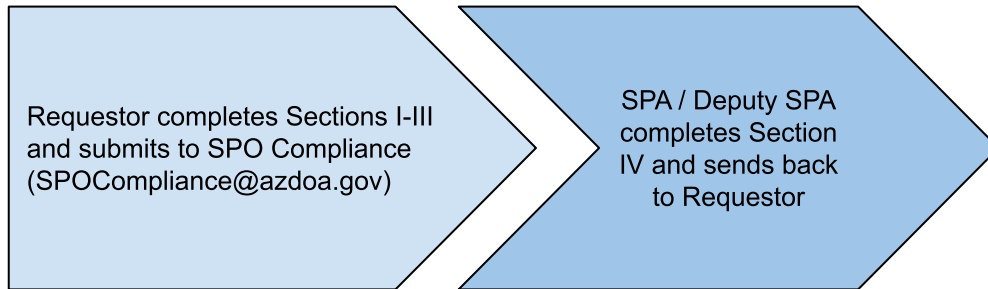 Requestor completes Sections I-III
and submits to SPO Compliance
(SPOCompliance@azdoa.gov)
SPA / Deputy SPA
completes Section
IV and sends back
to Requestor